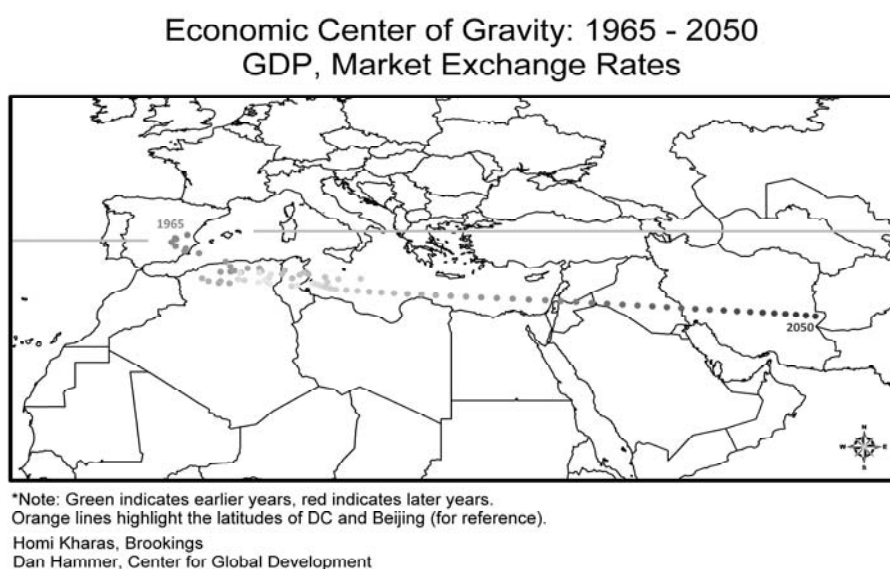 Economic Center of Gravity: 1965 - 2050
GDP, Market Exchange Rates
1965
2050
N
W E
S
*Note: Green indicates earlier years, red indicates later years.
Orange lines highlight the latitudes of DC and Beijing (for reference).
Homi Kharas, Brookings
Dan Hammer, Center for Global Development